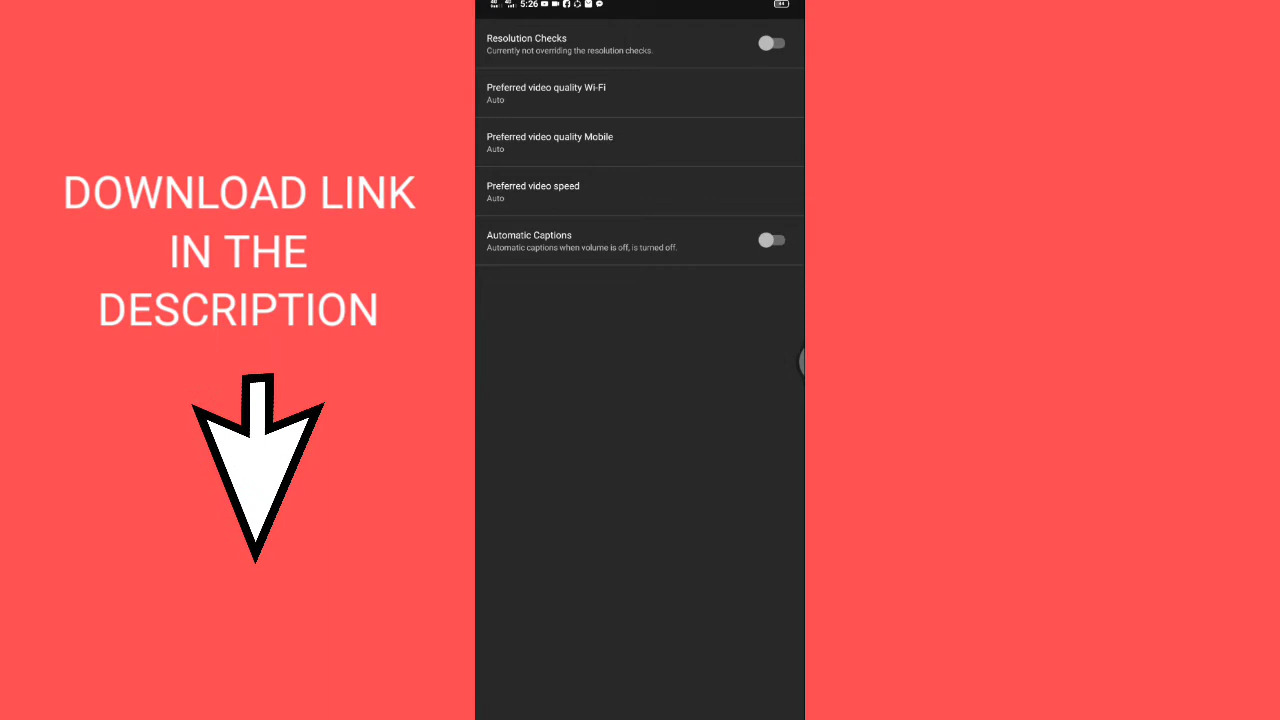 DOWNLOAD LINK
IN THE
DESCRIPTION
5:26
Resolution Checks
Currently not overriding the resolution checks.
Preferred video quality Wi-Fi
Auto
Preferred video quality Mobile
Auto
Preferred video speed
Auto
Automatic Captions
Automatic captions when volume is off, is turned off.